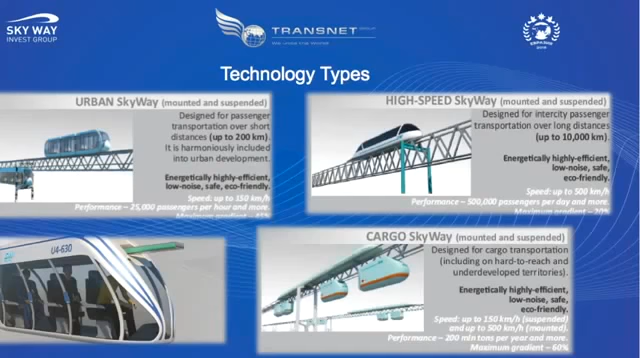 SKY WAY
INVEST GROUP
TRANSNET GROUP
Technology Types
URBAN SkyWay (mounted and suspended)
Designed for passenger
transportation over short
distances (up to 200 km).
It is harmoniously included
into urban development.
Energetically highly-efficient,
low-noise, safe,
eco-friendly.
Speed: up to 150 km/h
Performance – 25,000 passengers per hour and more.
Maximum gradient – 45%
HIGH-SPEED SkyWay (mounted and suspended)
Designed for intercity passenger
transportation over long distances
(up to 10,000 km).
Energetically highly-efficient,
low-noise, safe,
eco-friendly.
Speed: up to 500 km/h
Performance – 500,000 passengers per day and more.
Maximum gradient – 20%
U4-630
CARGO SkyWay (mounted and suspended)
Designed for cargo transportation
(including on hard-to-reach and
underdeveloped territories).
Energetically highly-efficient,
low-noise, safe,
eco-friendly.
Speed: up to 150 km/h (suspended)
and up to 500 km/h (mounted).
Performance – 200 mln tons per year and more.
Maximum gradient – 60%